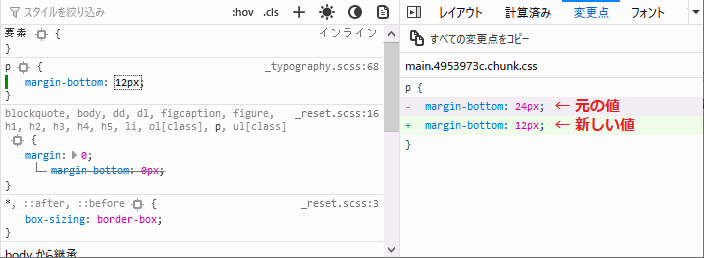 スタイルを絞り込み :hov .cls
要素 { インライン
}
p { _typography.scss:68
margin-bottom: 12px;
}
blockquote, body, dd, dl, figcaption, figure, _reset.scss:16
h1, h2, h3, h4, h5, li, ol[class], p, ul[class]
{
margin: 0;
margin-bottom: 0px;
}
*, ::after, ::before { _reset.scss:3
box-sizing: border-box;
}
body から継承
レイアウト 計算済み 変更点 フォント
すべての変更点をコピー
main.4953973c.chunk.css
p {
- margin-bottom: 24px; ← 元の値
+ margin-bottom: 12px; ← 新しい値
}